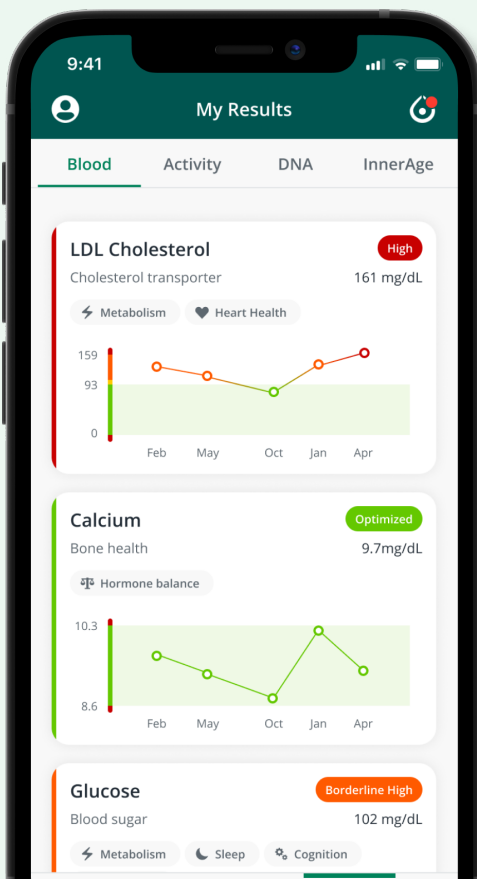 9:41
My Results
Blood Activity DNA InnerAge
LDL Cholesterol High
Cholesterol transporter 161 mg/dL
Metabolism Heart Health
159
93
0
Feb May Oct Jan Apr
Calcium Optimized
Bone health 9.7mg/dL
Hormone balance
10.3
8.6
Feb May Oct Jan Apr
Glucose Borderline High
Blood sugar 102 mg/dL
Metabolism Sleep Cognition